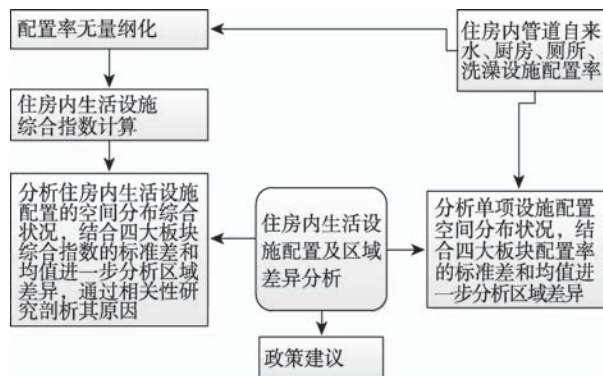 配置率无量纲化
住房内管道自来
水、厨房、厕所、
洗澡设施配置率
住房内生活设施
综合指数计算
分析住房内生活设施
配置的空间分布综合
状况，结合四大板块
综合指数的标准差和
均值进一步分析区域
差异，通过相关性研
究剖析其原因
住房内生活设
施配置及区域
差异分析
分析单项设施配置
空间分布状况，结
合四大板块配置率
的标准差和均值进
一步分析区域差异
政策建议